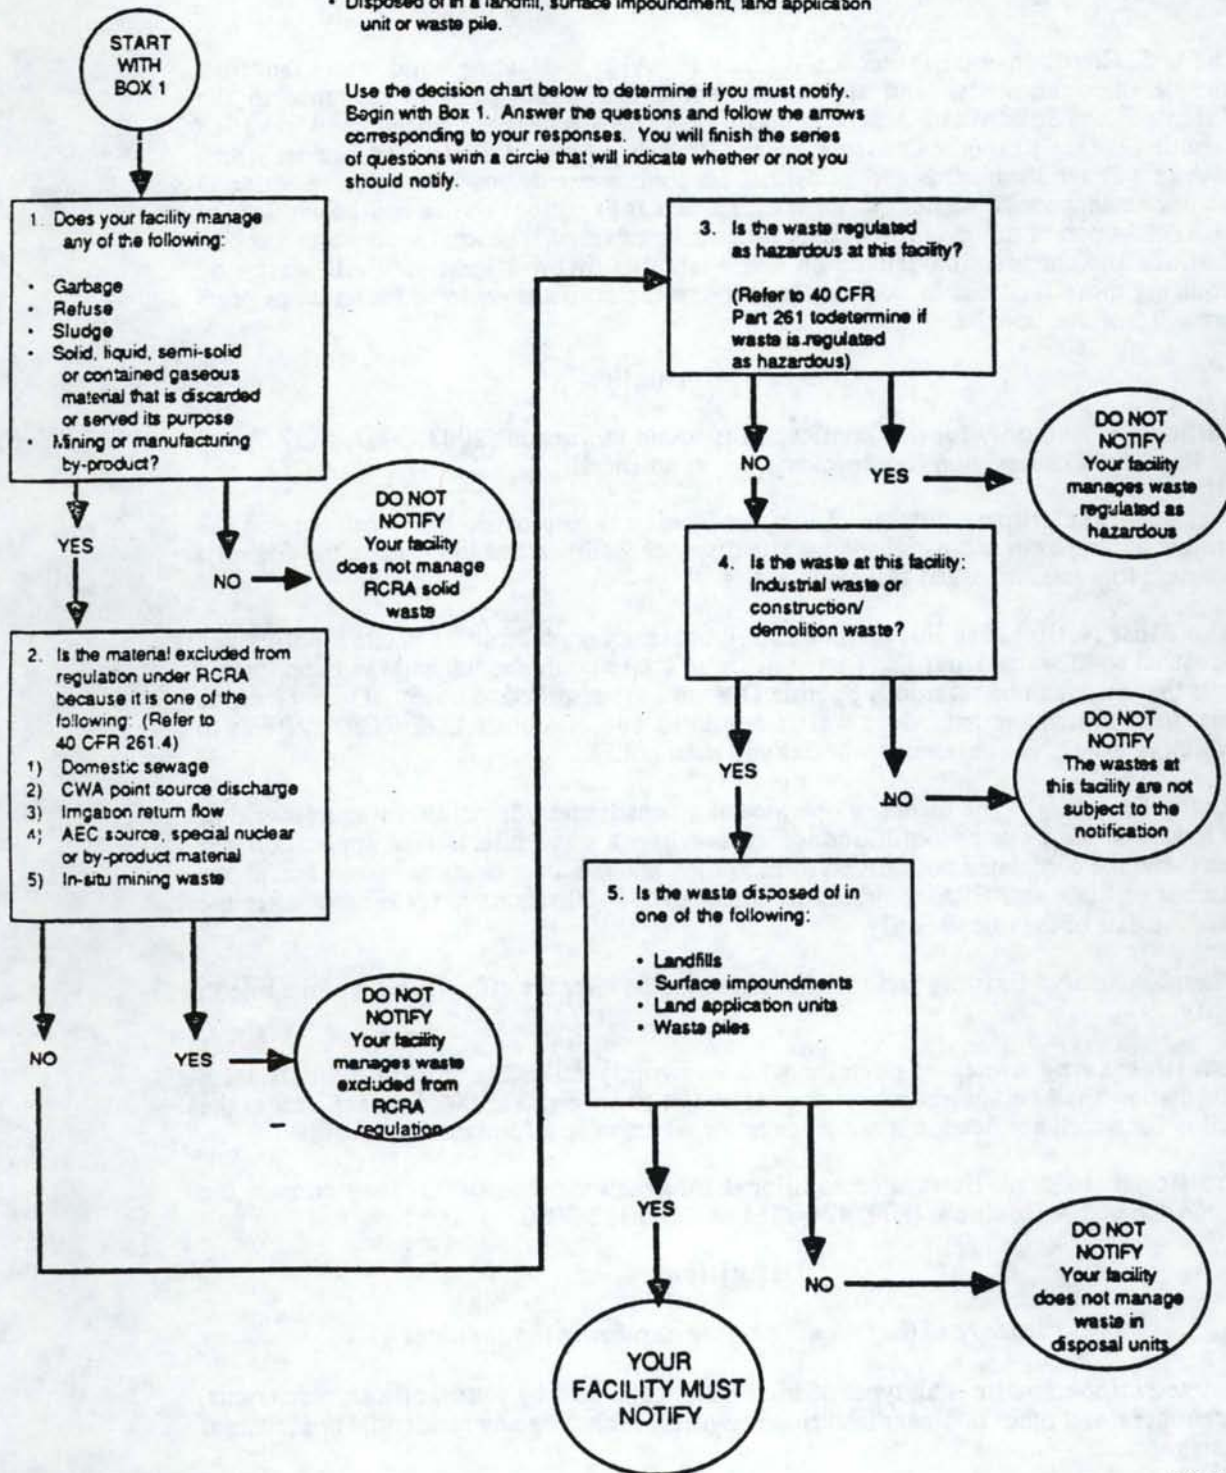 • Disposed of in a landfill, surface impoundment, land application
unit or waste pile.
START
WITH
BOX 1
Use the decision chart below to determine if you must notify.
Begin with Box 1. Answer the questions and follow the arrows
corresponding to your responses. You will finish the series
of questions with a circle that will indicate whether or not you
should notify.
1. Does your facility manage
any of the following:
• Garbage
• Refuse
• Sludge
• Solid, liquid, semi-solid
or contained gaseous
material that is discarded
or served its purpose
• Mining or manufacturing
by-product?
YES
NO
DO NOT
NOTIFY
Your facility
does not manage
RCRA solid
waste
2. Is the material excluded from
regulation under RCRA
because it is one of the
following: (Refer to
40 CFR 261.4)
1) Domestic sewage
2) CWA point source discharge
3) Irrigation return flow
4) AEC source, special nuclear
or by-product material
5) In-situ mining waste
NO
YES
DO NOT
NOTIFY
Your facility
manages waste
excluded from
RCRA
regulation
3. Is the waste regulated
as hazardous at this facility?
(Refer to 40 CFR
Part 261 todetermine if
waste is regulated
as hazardous)
NO
YES
DO NOT
NOTIFY
Your facility
manages waste
regulated as
hazardous
4. Is the waste at this facility:
Industrial waste or
construction/
demolition waste?
YES
NO
DO NOT
NOTIFY
The wastes at
this facility are not
subject to the
notification
5. Is the waste disposed of in
one of the following:
• Landfills
• Surface impoundments
• Land application units
• Waste piles
YES
NO
DO NOT
NOTIFY
Your facility
does not manage
waste in
disposal units
YOUR
FACILITY MUST
NOTIFY